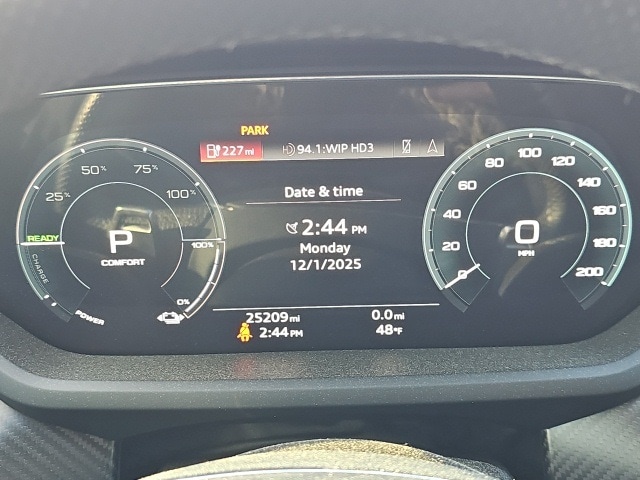 PARK
227 mi 94.1:WIP HD3
Date & time
2:44 PM
Monday
12/1/2025
25209 mi 0.0 mi
2:44 PM 48°F
25% 50% 75% 100%
READY
P
COMFORT
100%
CHARGE
0%
POWER
0 20 40 60 80 100 120 140 160 180 200
0
MPH